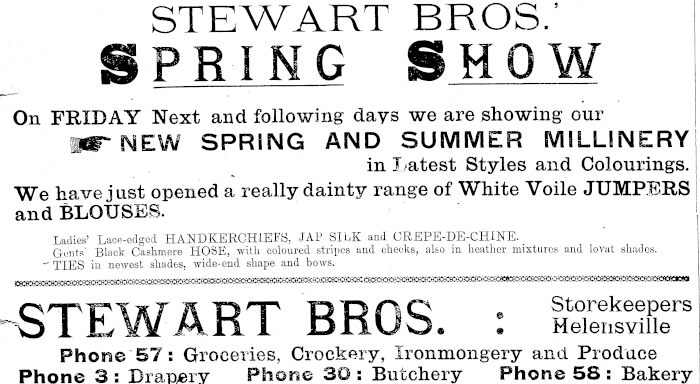 STEWART BROS.'
SPRING SHOW
On FRIDAY Next and following days we are showing our
NEW SPRING AND SUMMER MILLINERY
in Latest Styles and Colourings.
We have just opened a really dainty range of White Voile JUMPERS
and BLOUSES.
Ladies' Lace-edged HANDKERCHIEFS, JAP SILK and CREPE-DE-CHINE.
Gents' Black Cashmere HOSE, with coloured stripes and checks, also in heather mixtures and lovat shades.
TIES in newest shades, wide-end shape and bows.
STEWART BROS. :
Storekeepers
Helensville
Phone 57: Groceries, Crockery, Ironmongery and Produce
Phone 3: Drapery Phone 30: Butchery Phone 58: Bakery